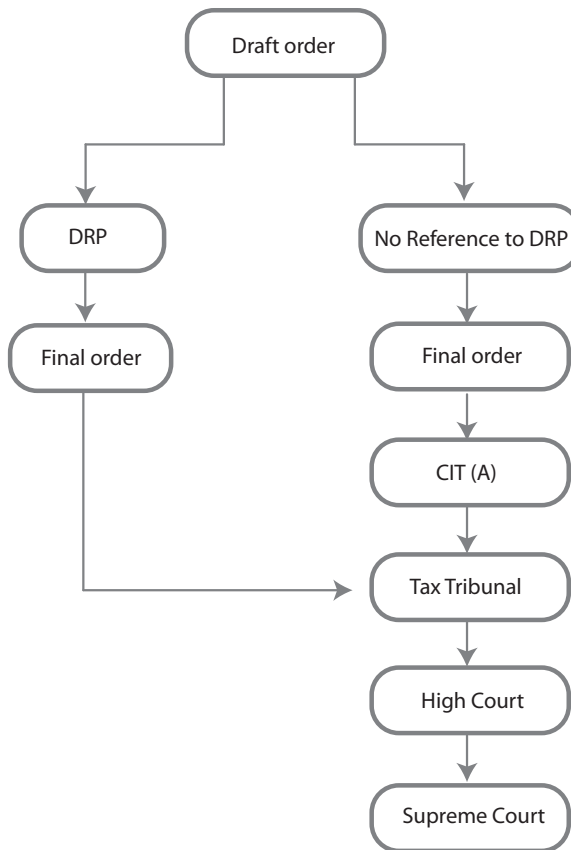 Draft order
DRP
No Reference to DRP
Final order
Final order
CIT (A)
Tax Tribunal
High Court
Supreme Court